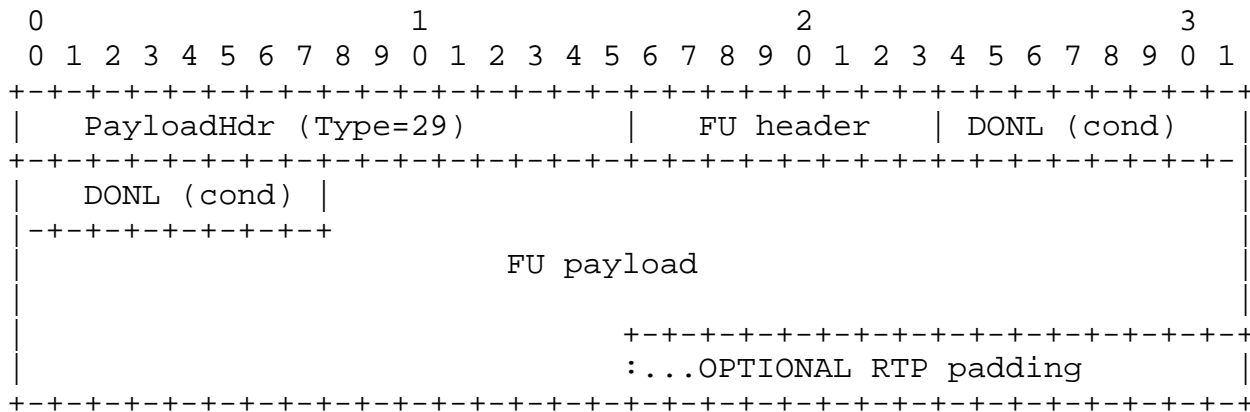 0                   1                   2                   3
 0 1 2 3 4 5 6 7 8 9 0 1 2 3 4 5 6 7 8 9 0 1 2 3 4 5 6 7 8 9 0 1
+-+-+-+-+-+-+-+-+-+-+-+-+-+-+-+-+-+-+-+-+-+-+-+-+-+-+-+-+-+-+-+-+
|   PayloadHdr (Type=29)        |   FU header   | DONL (cond)   |
+-+-+-+-+-+-+-+-+-+-+-+-+-+-+-+-+-+-+-+-+-+-+-+-+-+-+-+-+-+-+-+-|
|   DONL (cond) |                                               |
|-+-+-+-+-+-+-+-+                                               |
|                         FU payload                            |
|                                                               |
|                               +-+-+-+-+-+-+-+-+-+-+-+-+-+-+-+-+
|                               :...OPTIONAL RTP padding        |
+-+-+-+-+-+-+-+-+-+-+-+-+-+-+-+-+-+-+-+-+-+-+-+-+-+-+-+-+-+-+-+-+